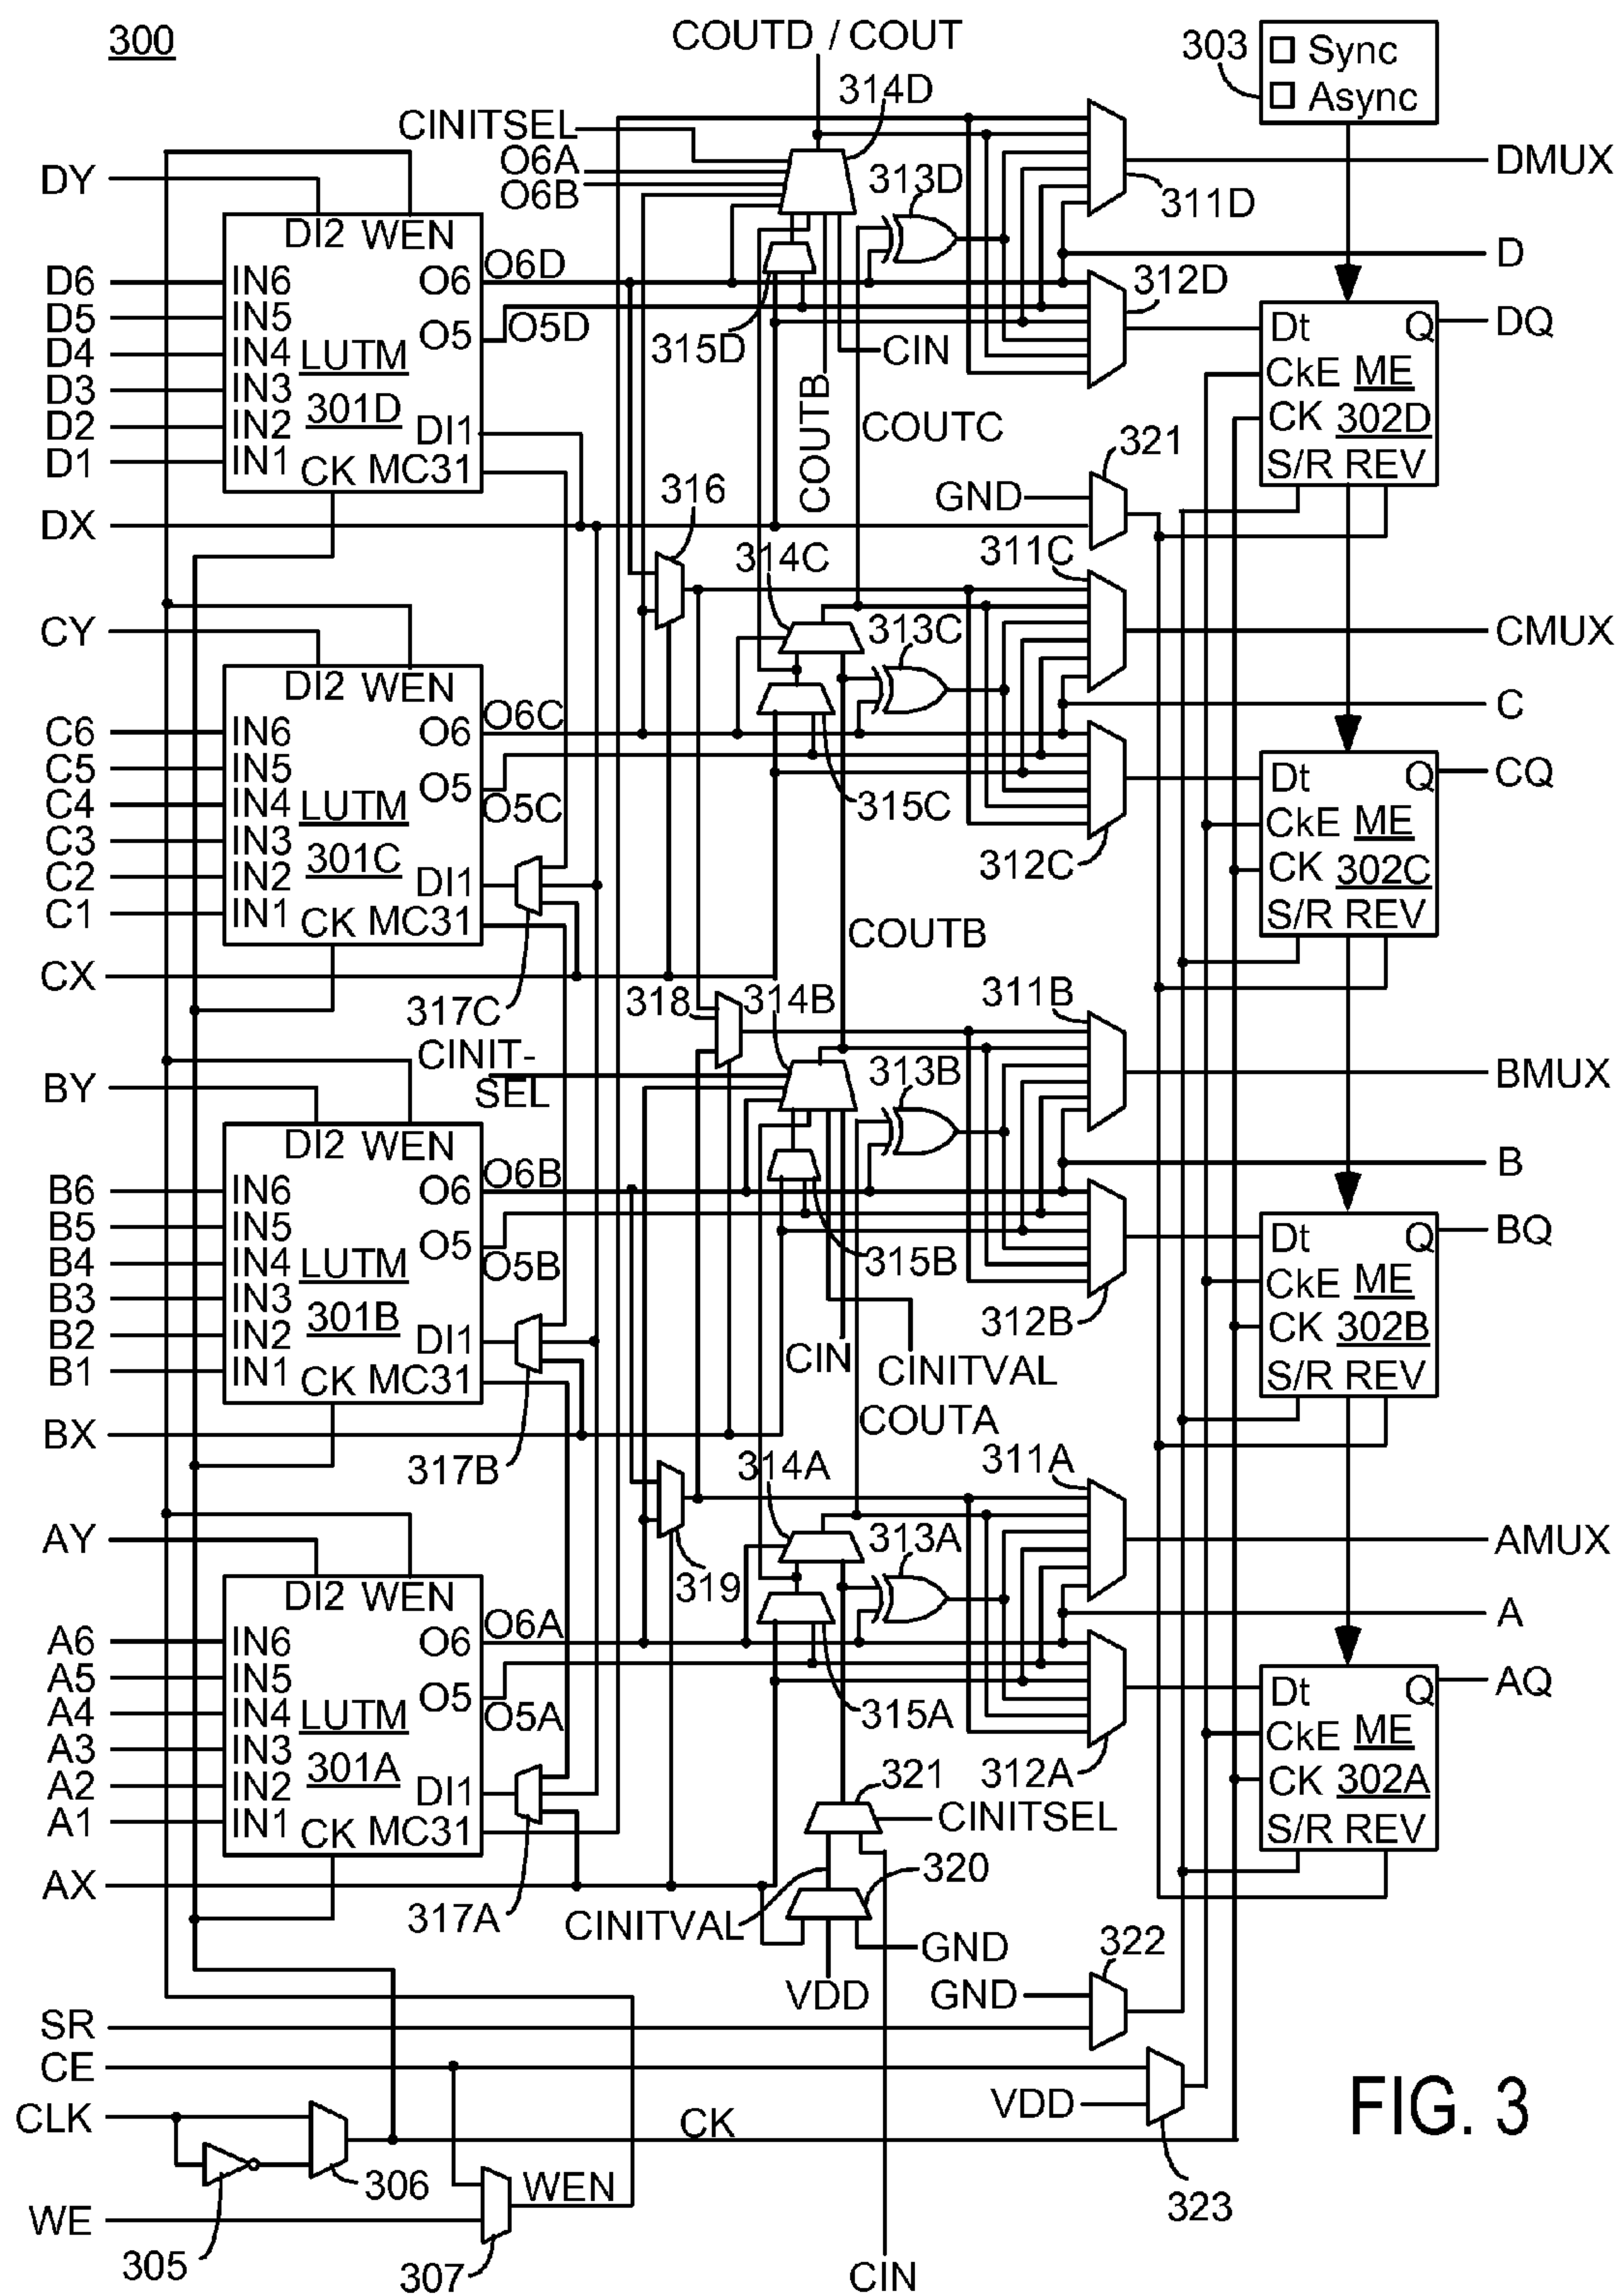 300
COUTD / COUT
303
Sync
Async
314D
CINITSEL
O6A
O6B
313D
DMUX
311D
DY
DI2 WEN
D
D6
D5
D4
D3
D2
D1
IN6
IN5
IN4
IN3
IN2
IN1
LUTM
301D
O6
O5
DI1
CK MC31
O6D
O5D
315D
CIN
COUTB
COUTC
312D
Dt
Q
CkE ME
CK 302D
S/R REV
DQ
321
GND
DX
316
314C
311C
313C
CMUX
CY
DI2 WEN
C
C6
C5
C4
C3
C2
C1
IN6
IN5
IN4
IN3
IN2
IN1
LUTM
301C
O6
O5
DI1
CK MC31
O6C
O5C
315C
312C
Dt
Q
CkE ME
CK 302C
S/R REV
CQ
COUTB
CX
317C
318
314B
311B
CINIT-
SEL
313B
BMUX
BY
DI2 WEN
B
B6
B5
B4
B3
B2
B1
IN6
IN5
IN4
IN3
IN2
IN1
LUTM
301B
O6
O5
DI1
CK MC31
O6B
O5B
315B
312B
Dt
Q
CkE ME
CK 302B
S/R REV
BQ
CIN
CINITVAL
COUTA
BX
317B
314A
311A
313A
AMUX
319
AY
DI2 WEN
A
A6
A5
A4
A3
A2
A1
IN6
IN5
IN4
IN3
IN2
IN1
LUTM
301A
O6
O5
DI1
CK MC31
O6A
O5A
315A
312A
Dt
Q
CkE ME
CK 302A
S/R REV
AQ
321
CINITSEL
320
AX
317A
CINITVAL
GND
VDD
322
GND
SR
CE
VDD
CLK
CK
306
WEN
323
WE
305
307
CIN
FIG. 3